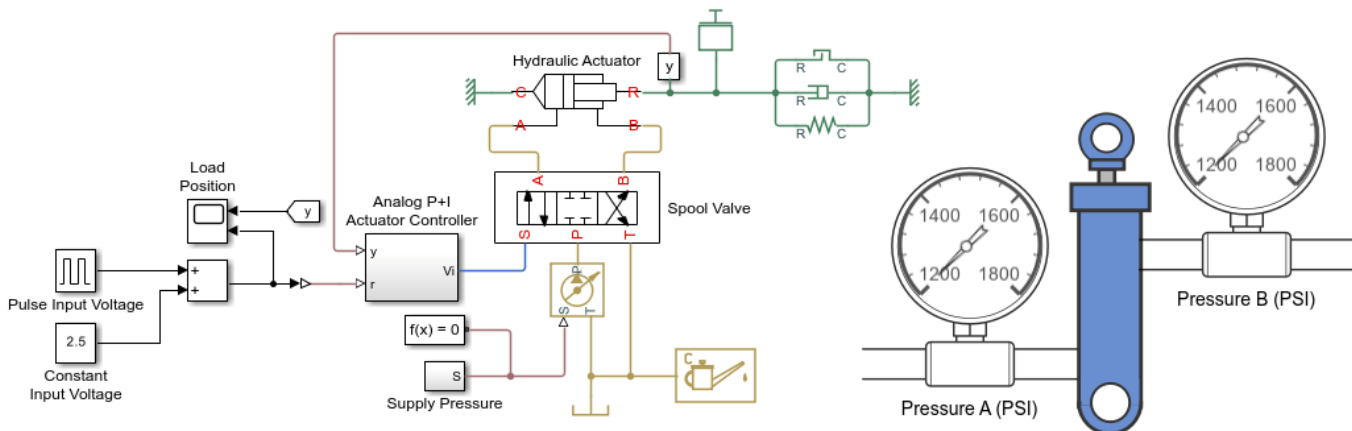 y
Hydraulic Actuator
C
R
R
C
R
C
R
C
A
B
Load
Position
y
Analog P+I
Actuator Controller
y
r
Vi
A
B
S
P
T
Spool Valve
Pulse Input Voltage
+
+
2.5
Constant
Input Voltage
P
S
T
f(x) = 0
S
Supply Pressure
C
1400
1600
1200
1800
Pressure A (PSI)
1400
1600
1200
1800
Pressure B (PSI)